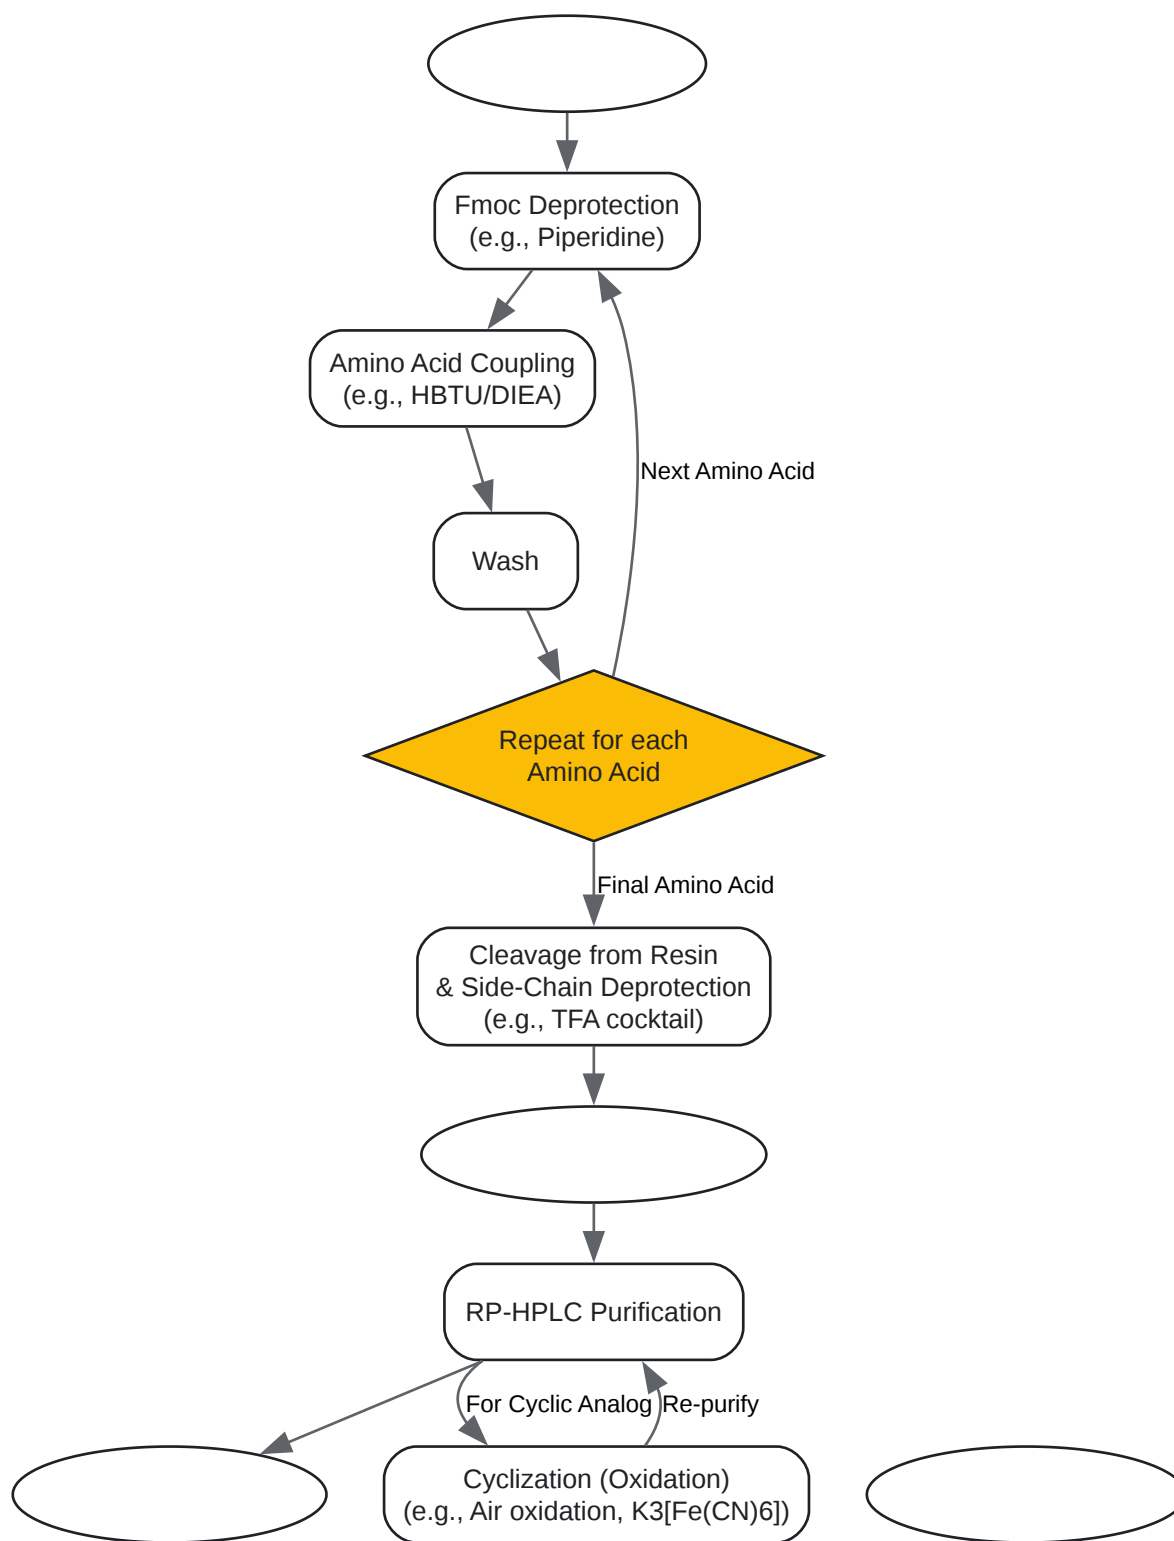 Fmoc Deprotection
(e.g., Piperidine)
Amino Acid Coupling
(e.g., HBTU/DIEA)
Next Amino Acid
Wash
Repeat for each
Amino Acid
Final Amino Acid
Cleavage from Resin
& Side-Chain Deprotection
(e.g., TFA cocktail)
RP-HPLC Purification
For Cyclic Analog
Re-purify
Cyclization (Oxidation)
(e.g., Air oxidation, K3[Fe(CN)6])